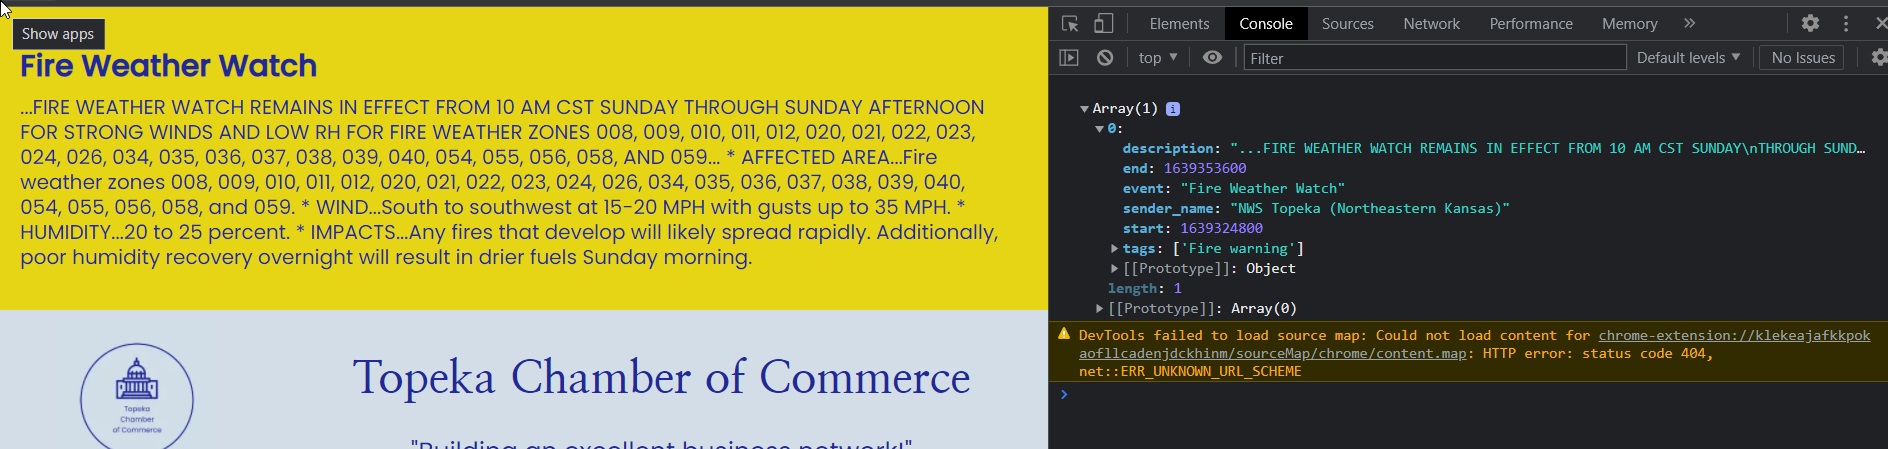 Show apps
Fire Weather Watch
...FIRE WEATHER WATCH REMAINS IN EFFECT FROM 10 AM CST SUNDAY THROUGH SUNDAY AFTERNOON
FOR STRONG WINDS AND LOW RH FOR FIRE WEATHER ZONES 008, 009, 010, 011, 012, 020, 021, 022, 023,
024, 026, 034, 035, 036, 037, 038, 039, 040, 054, 055, 056, 058, AND 059... * AFFECTED AREA...Fire
weather zones 008, 009, 010, 011, 012, 020, 021, 022, 023, 024, 026, 034, 035, 036, 037, 038, 039, 040,
054, 055, 056, 058, and 059. * WIND...South to southwest at 15-20 MPH with gusts up to 35 MPH. *
HUMIDITY...20 to 25 percent. * IMPACTS...Any fires that develop will likely spread rapidly. Additionally,
poor humidity recovery overnight will result in drier fuels Sunday morning.
Topeka
Chamber
of Commerce
Topeka Chamber of Commerce
"Building an excellent business network!"
Elements Console Sources Network Performance Memory »
top ▼ Filter Default levels ▼ No Issues
▼ Array(1) i
▼ 0:
description: "...FIRE WEATHER WATCH REMAINS IN EFFECT FROM 10 AM CST SUNDAY\nTHROUGH SUND…
end: 1639353600
event: "Fire Weather Watch"
sender_name: "NWS Topeka (Northeastern Kansas)"
start: 1639324800
▶ tags: ['Fire warning']
▶ [[Prototype]]: Object
length: 1
▶ [[Prototype]]: Array(0)
DevTools failed to load source map: Could not load content for chrome-extension://klekeajafkkpok
aofllcadenjdckhinm/sourceMap/chrome/content.map: HTTP error: status code 404,
net::ERR_UNKNOWN_URL_SCHEME